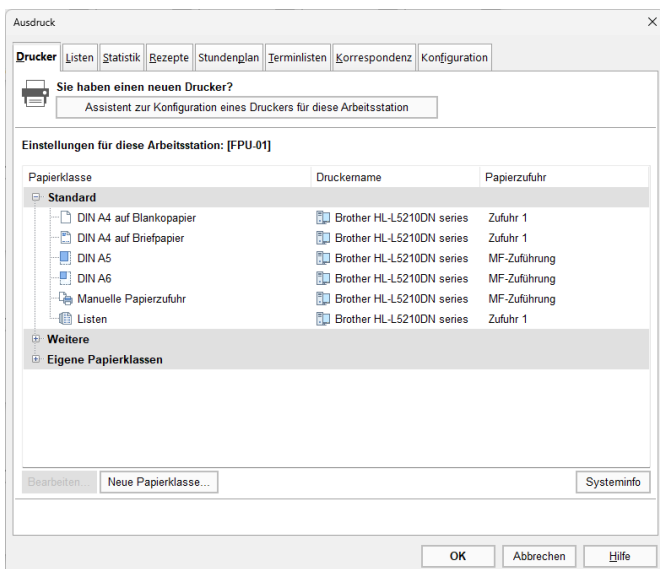 Ausdruck
Drucker Listen Statistik Rezepte Stundenplan Terminlisten Korrespondenz Konfiguration
Sie haben einen neuen Drucker?
Assistent zur Konfiguration eines Druckers für diese Arbeitsstation
Einstellungen für diese Arbeitsstation: [FPU-01]
Papierklasse Druckername Papierzufuhr
Standard
DIN A4 auf Blankopapier Brother HL-L5210DN series Zufuhr 1
DIN A4 auf Briefpapier Brother HL-L5210DN series Zufuhr 1
DIN A5 Brother HL-L5210DN series MF-Zuführung
DIN A6 Brother HL-L5210DN series MF-Zuführung
Manuelle Papierzufuhr Brother HL-L5210DN series MF-Zuführung
Listen Brother HL-L5210DN series Zufuhr 1
Weitere
Eigene Papierklassen
Bearbeiten... Neue Papierklasse... Systeminfo
OK Abbrechen Hilfe